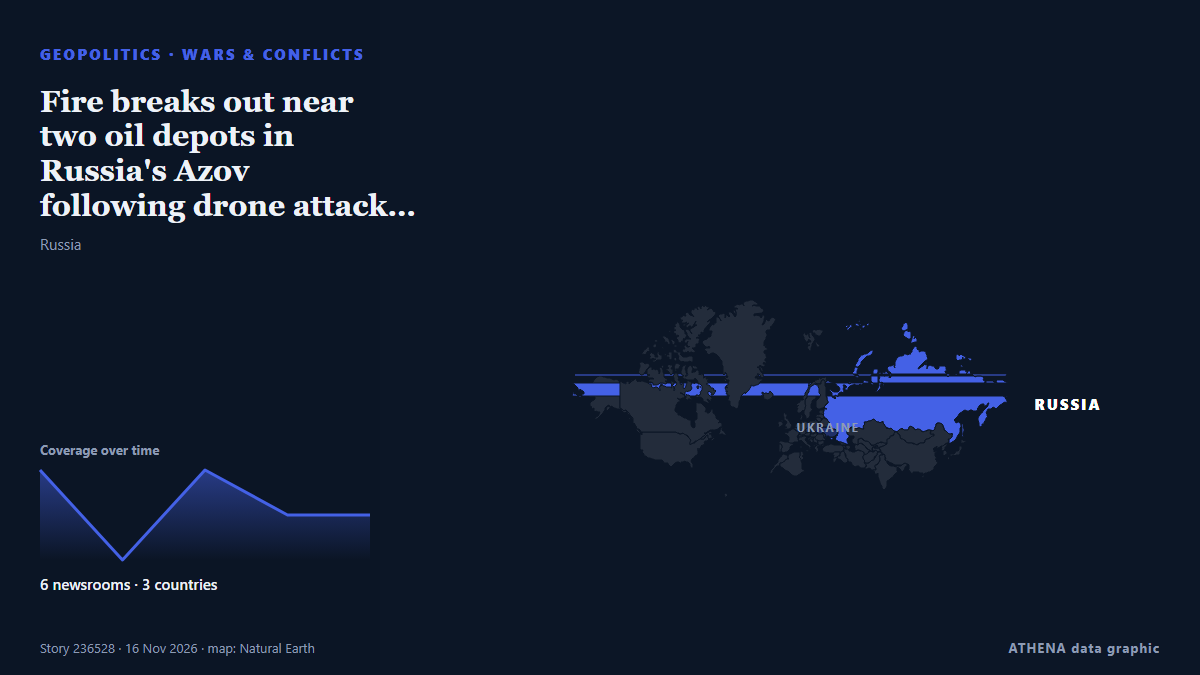 GEOPOLITICS · WARS & CONFLICTS
Fire breaks out near
two oil depots in
Russia's Azov
following drone attack...
Russia
UKRAINE
RUSSIA
Coverage over time
6 newsrooms · 3 countries
Story 236528 · 16 Nov 2026 · map: Natural Earth
ATHENA data graphic